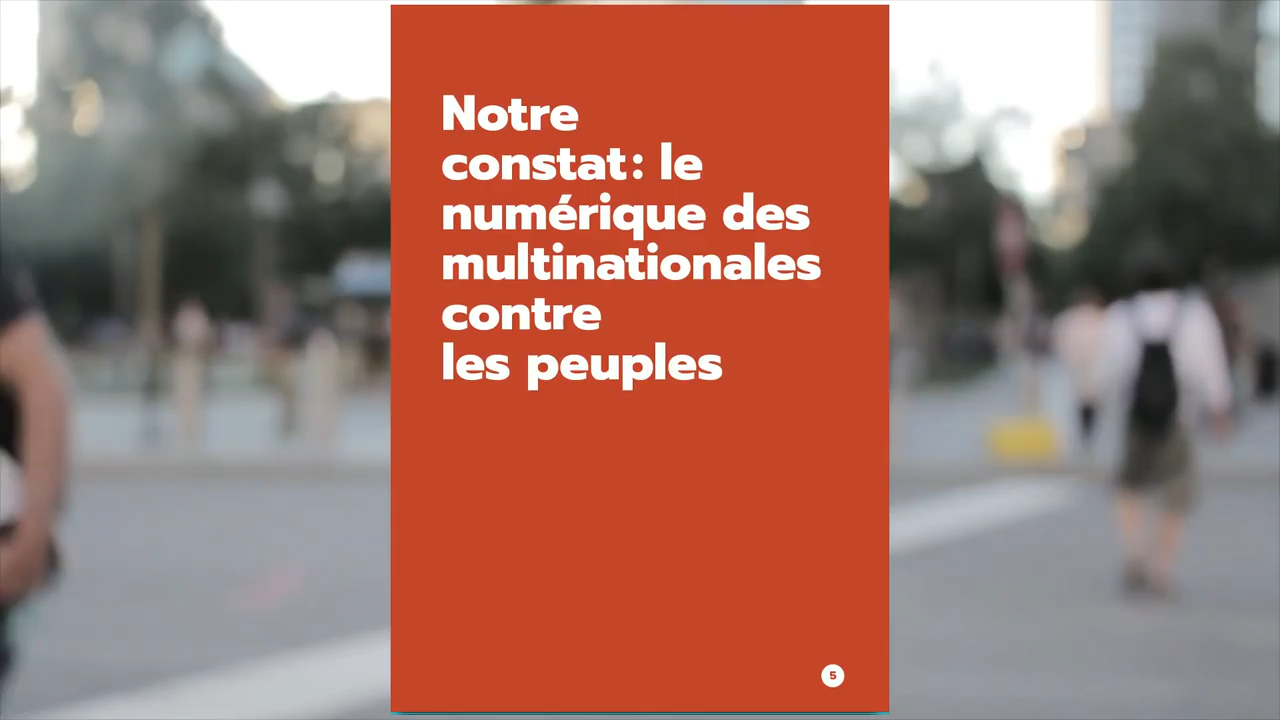 Notre
constat : le
numérique des
multinationales
contre
les peuples
5